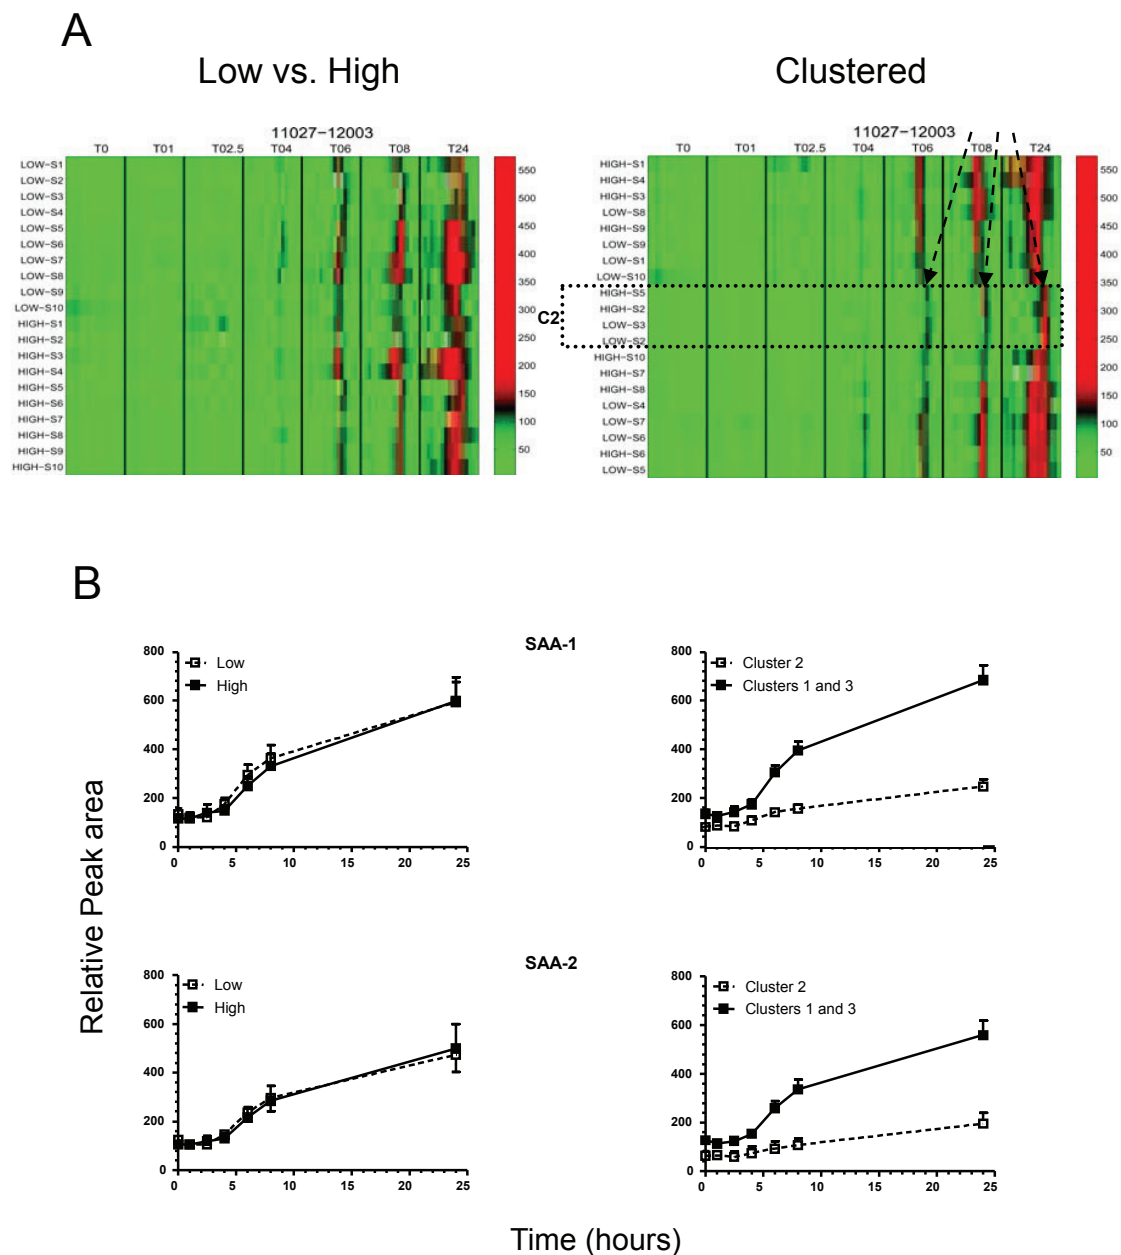 A
Low vs. High
Clustered
11027-12003
T0 T01 T02.5 T04 T06 T08 T24
LOW-S1
LOW-S2
LOW-S3
LOW-S4
LOW-S5
LOW-S6
LOW-S7
LOW-S8
LOW-S9
LOW-S10
HIGH-S1
HIGH-S2
HIGH-S3
HIGH-S4
HIGH-S5
HIGH-S6
HIGH-S7
HIGH-S8
HIGH-S9
HIGH-S10
550
500
450
400
350
300
250
200
150
100
50
11027-12003
T0 T01 T02.5 T04 T06 T08 T24
HIGH-S1
HIGH-S4
HIGH-S3
LOW-S8
HIGH-S9
LOW-S9
LOW-S1
LOW-S10
HIGH-S5
HIGH-S2
LOW-S3
LOW-S2
HIGH-S10
HIGH-S7
HIGH-S8
LOW-S4
LOW-S7
LOW-S6
HIGH-S6
LOW-S5
C2
550
500
450
400
350
300
250
200
150
100
50
B
Relative Peak area
SAA-1
800
600
400
200
0
0 5 10 15 20 25
Low
High
800
600
400
200
0
0 5 10 15 20 25
Cluster 2
Clusters 1 and 3
SAA-2
800
600
400
200
0
0 5 10 15 20 25
Low
High
800
600
400
200
0
0 5 10 15 20 25
Cluster 2
Clusters 1 and 3
Time (hours)